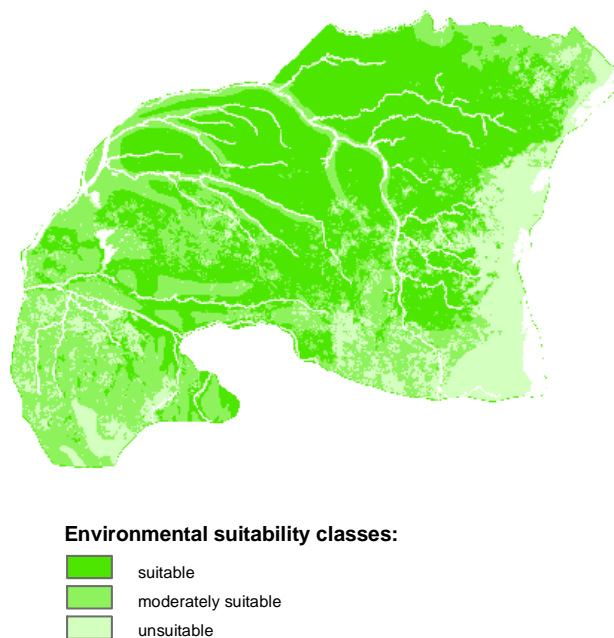 Environmental suitability classes:
suitable
moderately suitable
unsuitable